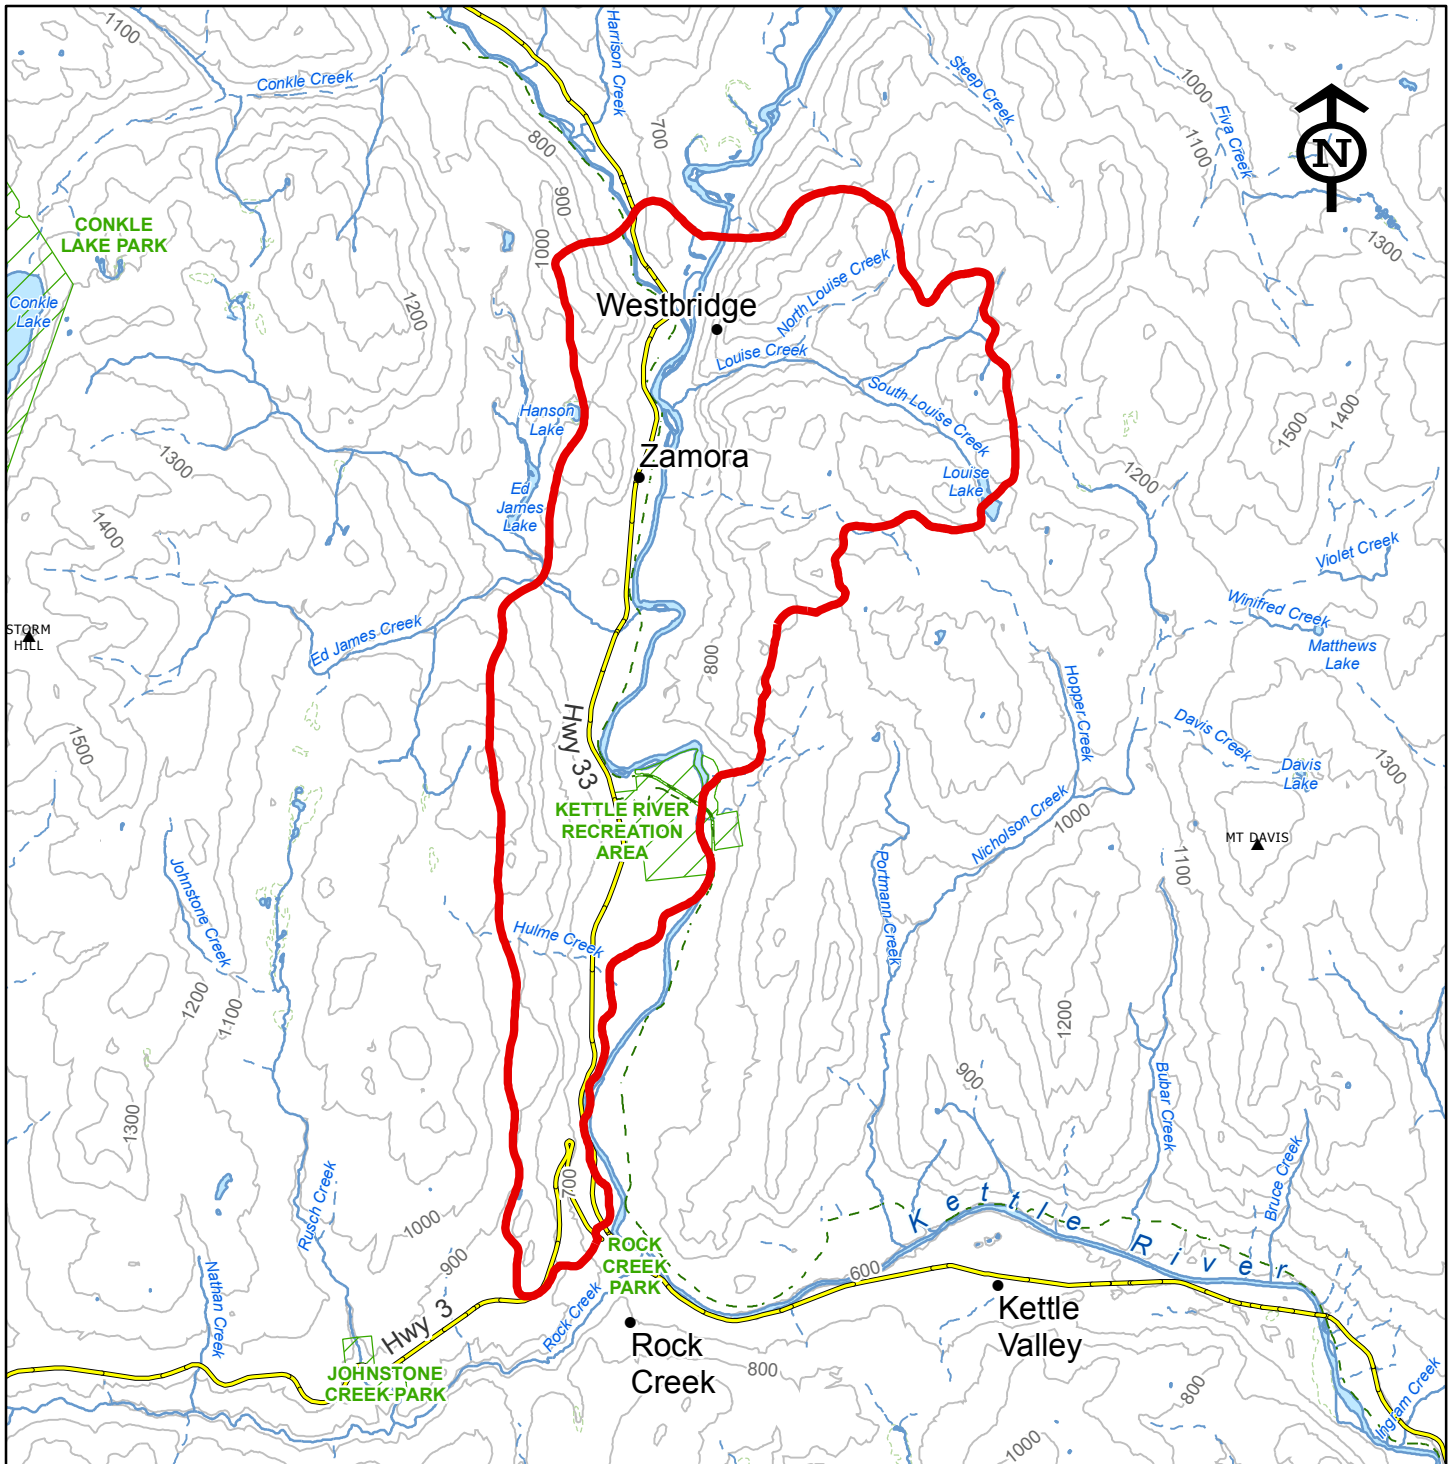 1100
Conkle Creek
Harrison Creek
Steep Creek
1000
Fiva Creek
1100
N
800
700
900
1000
1300
CONKLE
LAKE PARK
Conkle
Lake
1200
Westbridge
North Louise Creek
Louise Creek
South Louise Creek
Hanson
Lake
1500
1400
Zamora
1300
Ed
James
Lake
Louise
Lake
1200
1400
Violet Creek
Winifred Creek
STORM
HILL
Ed James Creek
Matthews
Lake
800
Hopper Creek
Davis Creek
Hwy 33
1500
Davis
Lake
1300
KETTLE RIVER
RECREATION
AREA
Nicholson Creek
1000
MT DAVIS
1100
Johnstone Creek
Portmann Creek
Hulme Creek
1200
1100
1200
900
1300
Bubar Creek
700
Rusch Creek
Bruce Creek
1000
900
Kettle River
ROCK
CREEK
PARK
600
Nathan Creek
Hwy 3
Rock Creek
Kettle
Valley
Rock
Creek
800
JOHNSTONE
CREEK PARK
800
Ingram Creek
1000